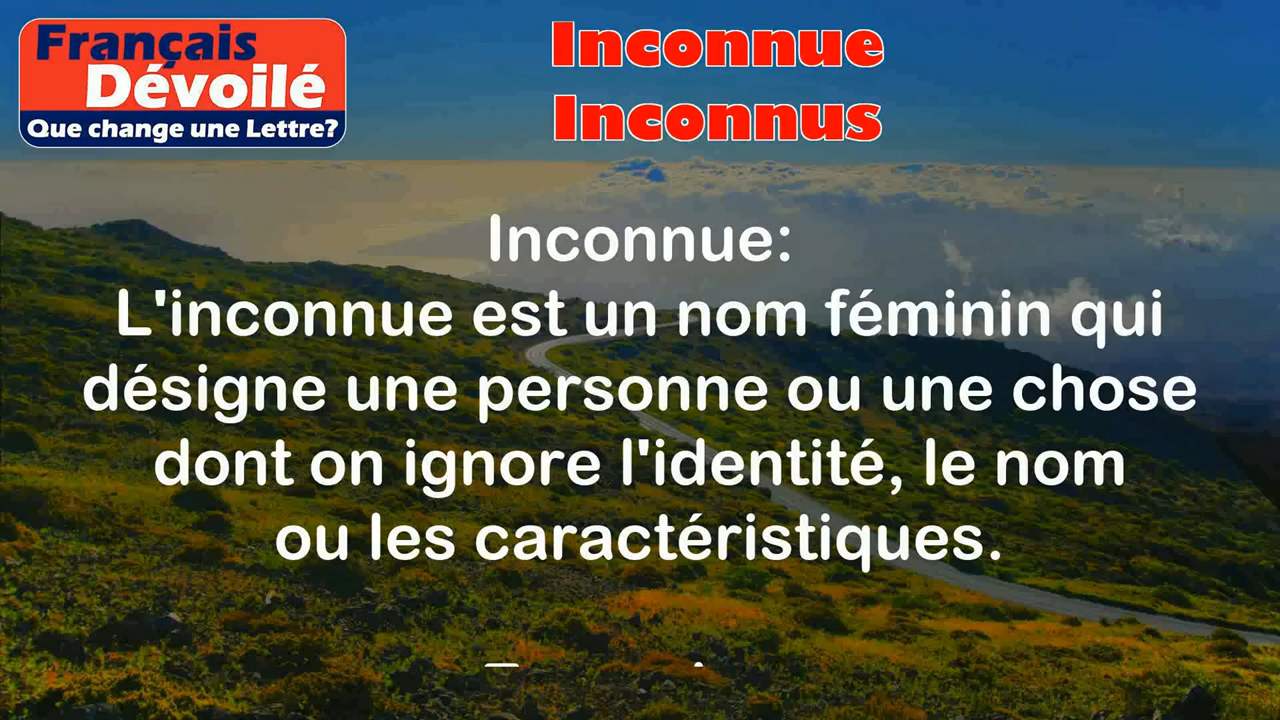 Français
Dévoilé
Que change une Lettre?
Inconnue
Inconnus
Inconnue:
L'inconnue est un nom féminin qui
désigne une personne ou une chose
dont on ignore l'identité, le nom
ou les caractéristiques.